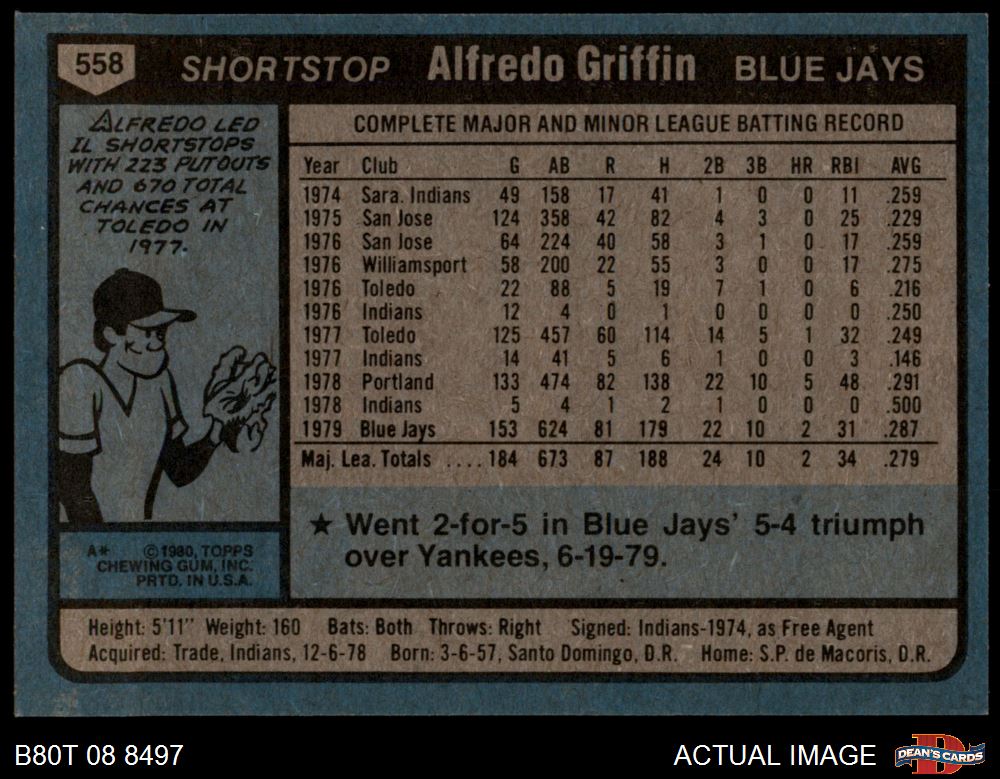 558 SHORTSTOP Alfredo Griffin BLUE JAYS
ALFREDO LED
IL SHORTSTOPS
WITH 223 PUTOUTS
AND 670 TOTAL
CHANCES AT
TOLEDO IN
1977.
COMPLETE MAJOR AND MINOR LEAGUE BATTING RECORD
Year Club G AB R H 2B 3B HR RBI AVG
1974 Sara. Indians 49 158 17 41 1 0 0 11 .259
1975 San Jose 124 358 42 82 4 3 0 25 .229
1976 San Jose 64 224 40 58 3 1 0 17 .259
1976 Williamsport 58 200 22 55 3 0 0 17 .275
1976 Toledo 22 88 5 19 7 1 0 6 .216
1976 Indians 12 4 0 1 0 0 0 0 .250
1977 Toledo 125 457 60 114 14 5 1 32 .249
1977 Indians 14 41 5 6 1 0 0 3 .146
1978 Portland 133 474 82 138 22 10 5 48 .291
1978 Indians 5 4 1 2 1 0 0 0 .500
1979 Blue Jays 153 624 81 179 22 10 2 31 .287
Maj. Lea. Totals .... 184 673 87 188 24 10 2 34 .279
★ Went 2-for-5 in Blue Jays' 5-4 triumph
over Yankees, 6-19-79.
A* ©1980, TOPPS
CHEWING GUM, INC.
PRTD. IN U.S.A.
Height: 5'11" Weight: 160 Bats: Both Throws: Right Signed: Indians-1974, as Free Agent
Acquired: Trade, Indians, 12-6-78 Born: 3-6-57, Santo Domingo, D.R. Home: S.P. de Macoris, D.R.
B80T 08 8497 ACTUAL IMAGE DEAN'S CARDS